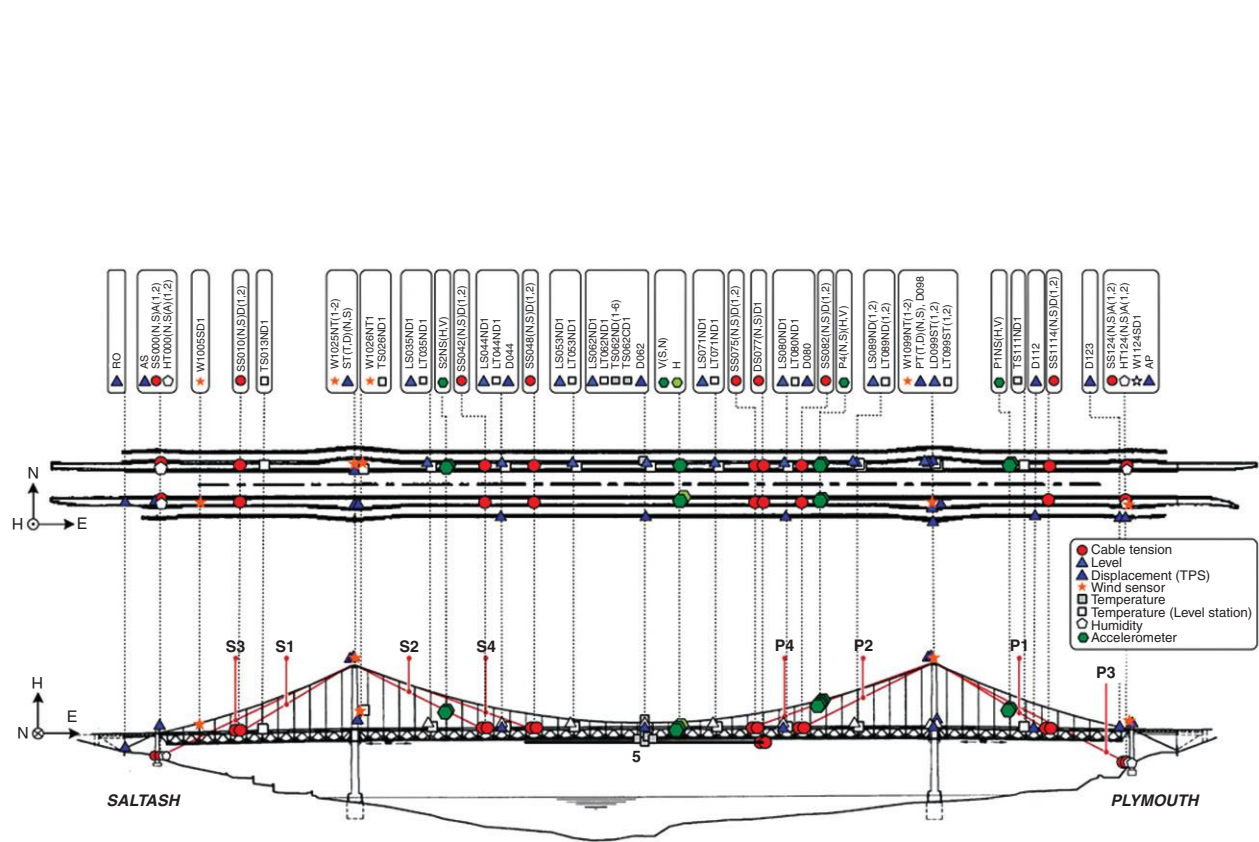 RO
AS
SS000(N,S)A(1,2)
HT000(N,S(A)(1,2)
W1005SD1
SS010(N,S)D(1,2)
TS013ND1
W1025NT(1-2)
ST(T,D)(N,S)
W1026NT1
TS026ND1
LS035ND1
LT035ND1
S2NS(H,V)
SS042(N,S)D(1,2)
LS044ND1
LT044ND1
D044
SS048(N,S)D(1,2)
LS053ND1
LT053ND1
LS062ND1
LT062ND1
TS062ND(1-6)
TS062CD1
D062
V(S,N)
H
LS071ND1
LT071ND1
SS075(N,S)D(1,2)
DS077(N,S)D1
LS080ND1
LT080ND1
D080
SS082(N,S)D(1,2)
P4(N,S)(H,V)
LS089ND(1,2)
LT089ND(1,2)
W1099NT(1-2)
PT(T,D)(N,S), D098
LD099ST(1,2)
LT099ST(1,2)
P1NS(H,V)
TS111ND1
D112
SS1114(N,S)D(1,2)
D123
SS124(N,S)A(1,2)
HT124(N,S)A(1,2)
W1124SD1
AP
N
H E
Cable tension
Level
Displacement (TPS)
Wind sensor
Temperature
Temperature (Level station)
Humidity
Accelerometer
S3 S1 S2 S4 P4 P2 P1
P3
H
E
N
5
SALTASH PLYMOUTH